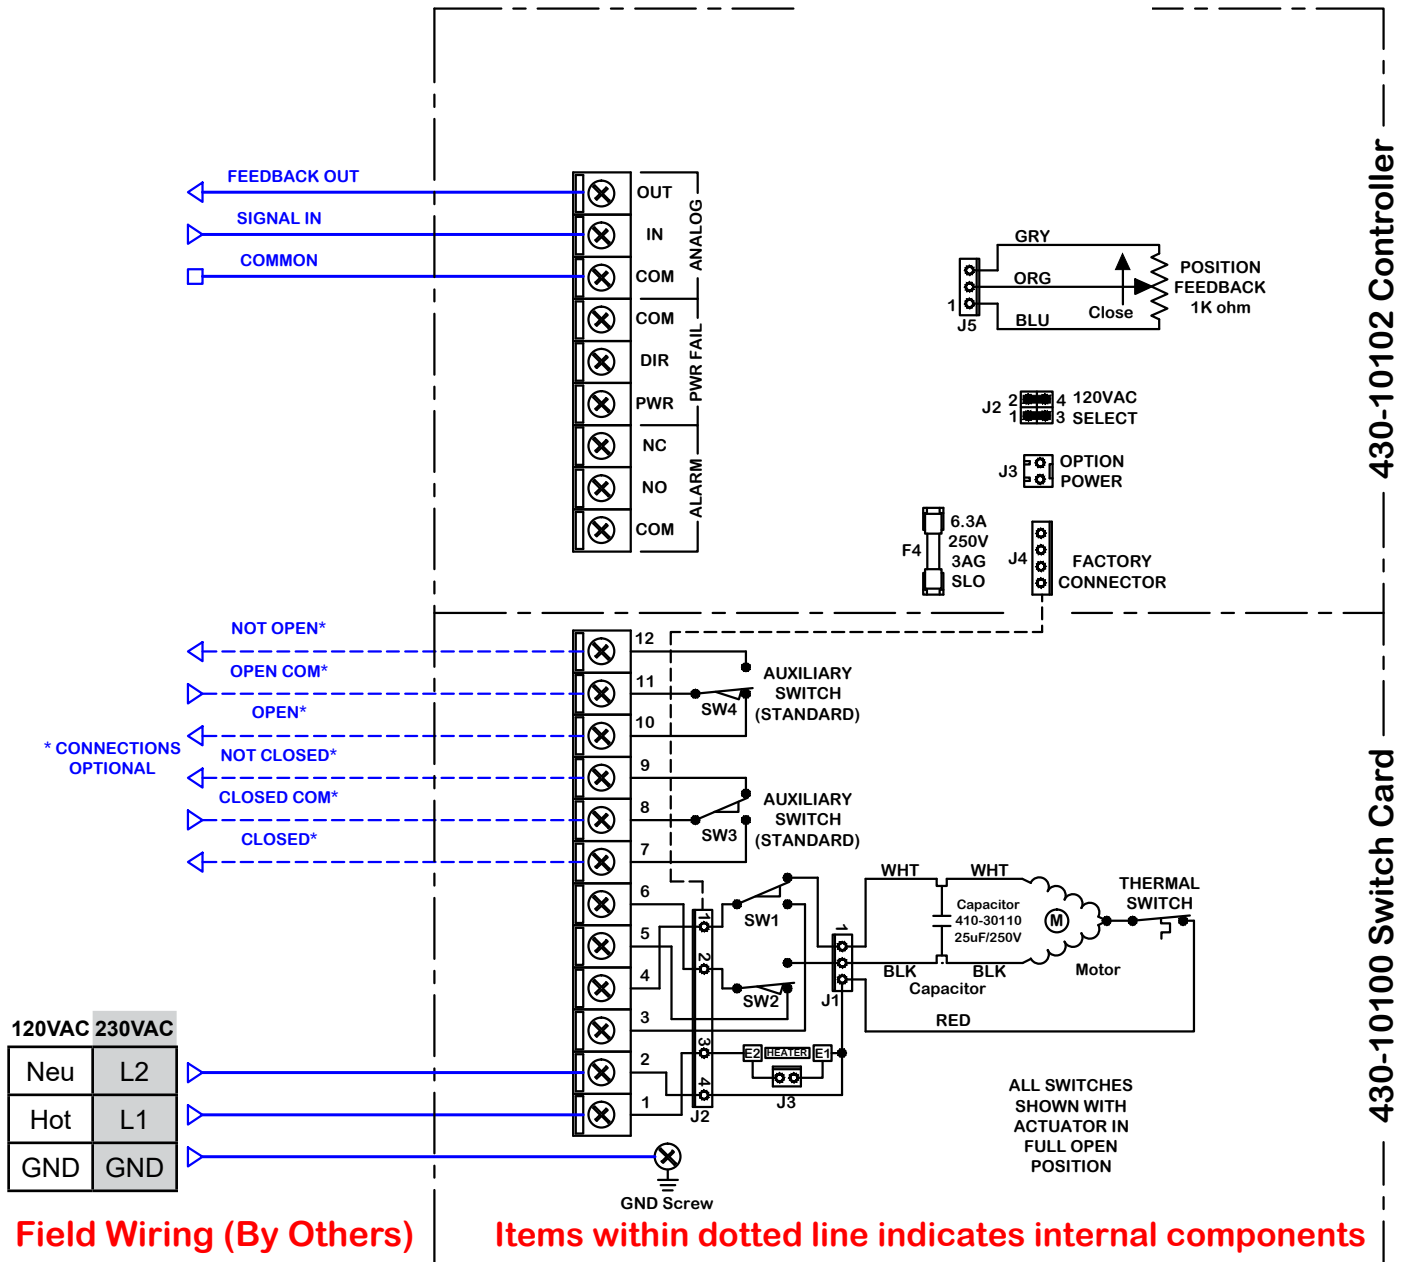 FEEDBACK OUT
SIGNAL IN
COMMON
OUT
IN
COM
COM
DIR
PWR
NC
NO
COM
ANALOG
PWR FAIL
ALARM
GRY
ORG
BLU
1
J5
Close
POSITION
FEEDBACK
1K ohm
J2
2
1
4
3
120VAC
SELECT
J3
OPTION
POWER
F4
6.3A
250V
3AG
SLO
J4
FACTORY
CONNECTOR
430-10102 Controller
NOT OPEN*
OPEN COM*
OPEN*
NOT CLOSED*
CLOSED COM*
CLOSED*
* CONNECTIONS
OPTIONAL
12
11
10
9
8
7
6
5
4
3
2
1
SW4
AUXILIARY
SWITCH
(STANDARD)
SW3
AUXILIARY
SWITCH
(STANDARD)
SW1
SW2
1
2
3
4
J2
E2
HEATER
E1
J3
1
J1
WHT
WHT
Capacitor
410-30110
25uF/250V
BLK
BLK
Capacitor
M
Motor
THERMAL
SWITCH
RED
ALL SWITCHES
SHOWN WITH
ACTUATOR IN
FULL OPEN
POSITION
430-10100 Switch Card
120VAC 230VAC
Neu L2
Hot L1
GND GND
GND Screw
Field Wiring (By Others)
Items within dotted line indicates internal components